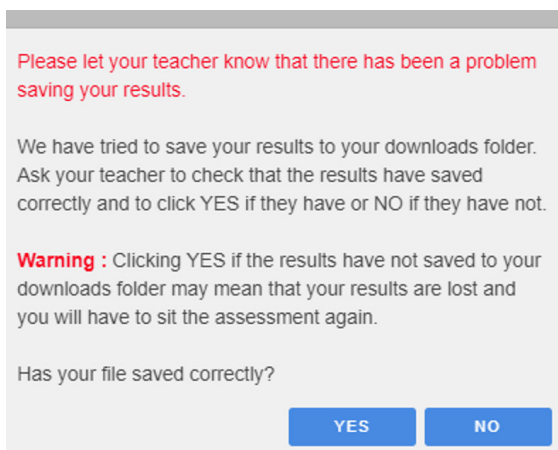 Please let your teacher know that there has been a problem
saving your results.
We have tried to save your results to your downloads folder.
Ask your teacher to check that the results have saved
correctly and to click YES if they have or NO if they have not.
Warning : Clicking YES if the results have not saved to your
downloads folder may mean that your results are lost and
you will have to sit the assessment again.
Has your file saved correctly?
YES NO